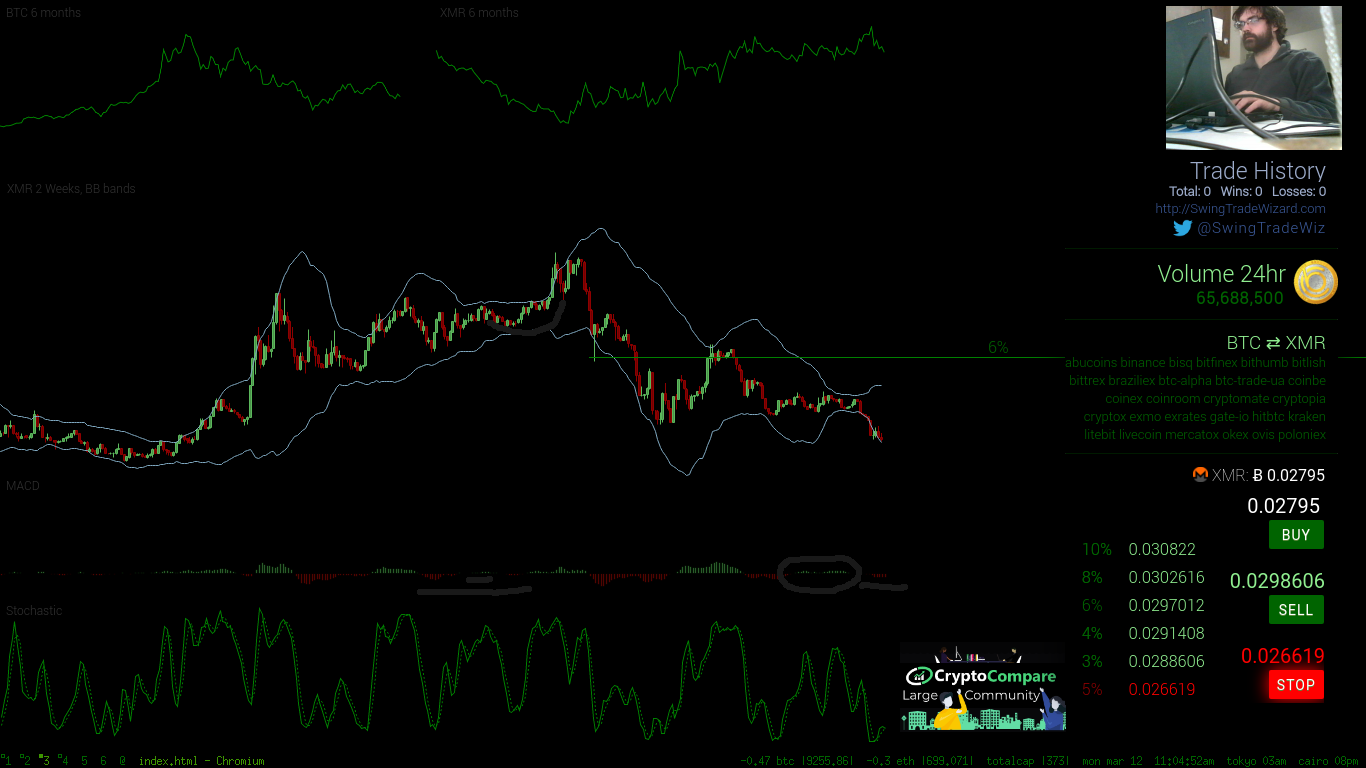 BTC 6 months
XMR 6 months
XMR 2 Weeks, BB bands
6%
MACD
Stochastic
Trade History
Total: 0 Wins: 0 Losses: 0
http://SwingTradeWizard.com
@SwingTradeWiz
Volume 24hr
65,688,500
BTC ⇄ XMR
abucoins binance bisq bitfinex bithumb bitlish
bittrex braziliex btc-alpha btc-trade-ua coinbe
coinex coinroom cryptomate cryptopia
cryptox exmo exrates gate-io hitbtc kraken
litebit livecoin mercatox okex ovis poloniex
XMR: Ƀ 0.02795
0.02795
BUY
10% 0.030822
8% 0.0302616
0.0298606
6% 0.0297012
SELL
4% 0.0291408
3% 0.0288606
0.026619
5% 0.026619
STOP
CryptoCompare
Large Community
1 2 3 4 5 6 0 index.html - Chromium
-0.47 btc |9255.86| -0.3 eth |699.071| totalcap |373| mon mar 12 11:04:52am tokyo 03am cairo 08pm